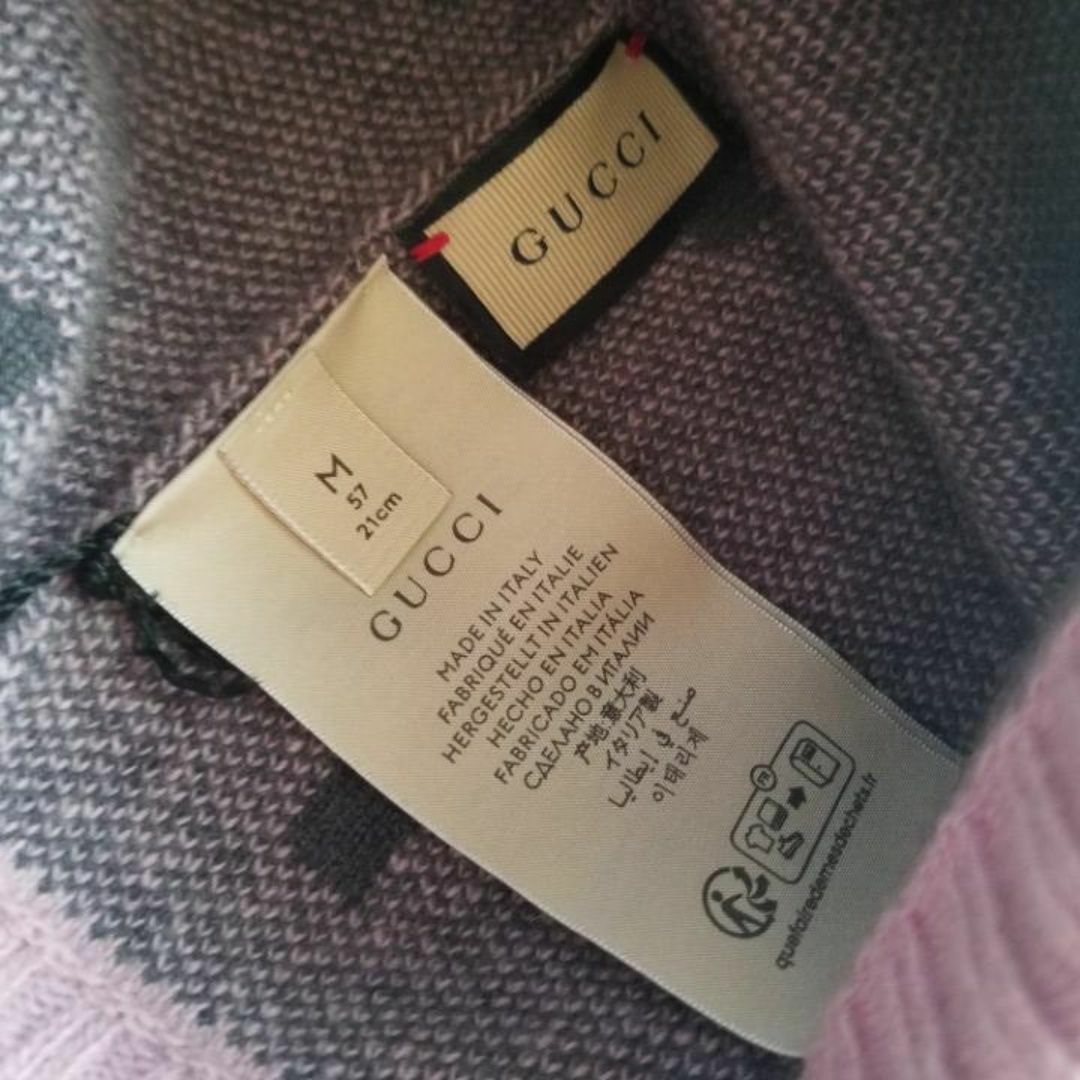 GUCCI
M
57
21cm
GUCCI
MADE IN ITALY
FABRIQUÉ EN ITALIE
HERGESTELLT IN ITALIEN
HECHO EN ITALIA
FABRICADO EM ITÁLIA
СДЕЛАНО В ИТАЛИИ
产地意大利
イタリア製
صنع في إيطاليا
이태리제
FR
quefairedemesdechets.fr